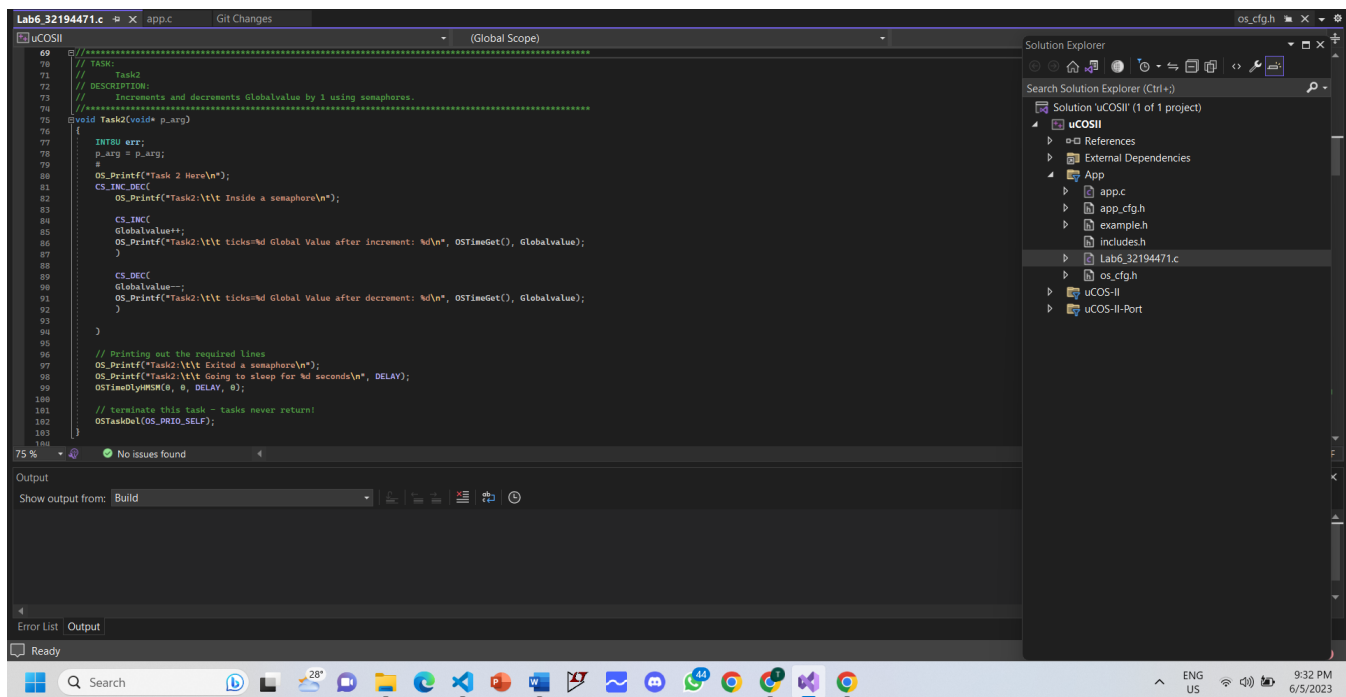 Lab6_32194471.c
app.c
Git Changes
os_cfg.h
uCOSII
(Global Scope)
69 //****************************************************************************************************
70 // TASK:
71 //      Task2
72 // DESCRIPTION:
73 //      Increments and decrements Globalvalue by 1 using semaphores.
74 //****************************************************************************************************
75 void Task2(void* p_arg)
76 {
77     INT8U err;
78     p_arg = p_arg;
79     #
80     OS_Printf("Task 2 Here\n");
81     CS_INC_DEC(
82         OS_Printf("Task2:\t\t Inside a semaphore\n");
83
84         CS_INC(
85         Globalvalue++;
86         OS_Printf("Task2:\t\t ticks=%d Global Value after increment: %d\n", OSTimeGet(), Globalvalue);
87         )
88
89         CS_DEC(
90         Globalvalue--;
91         OS_Printf("Task2:\t\t ticks=%d Global Value after decrement: %d\n", OSTimeGet(), Globalvalue);
92         )
93
94     )
95
96     // Printing out the required lines
97     OS_Printf("Task2:\t\t Exited a semaphore\n");
98     OS_Printf("Task2:\t\t Going to sleep for %d seconds\n", DELAY);
99     OSTimeDlyHMSM(0, 0, DELAY, 0);
100
101     // terminate this task - tasks never return!
102     OSTaskDel(OS_PRIO_SELF);
103 }
104
75 %
No issues found
Output
Show output from: Build
Error List Output
Ready
Solution Explorer
Search Solution Explorer (Ctrl+;)
Solution 'uCOSII' (1 of 1 project)
uCOSII
References
External Dependencies
App
app.c
app_cfg.h
example.h
includes.h
Lab6_32194471.c
os_cfg.h
uCOS-II
uCOS-II-Port
Search
28°
44
ENG
US
9:32 PM
6/5/2023